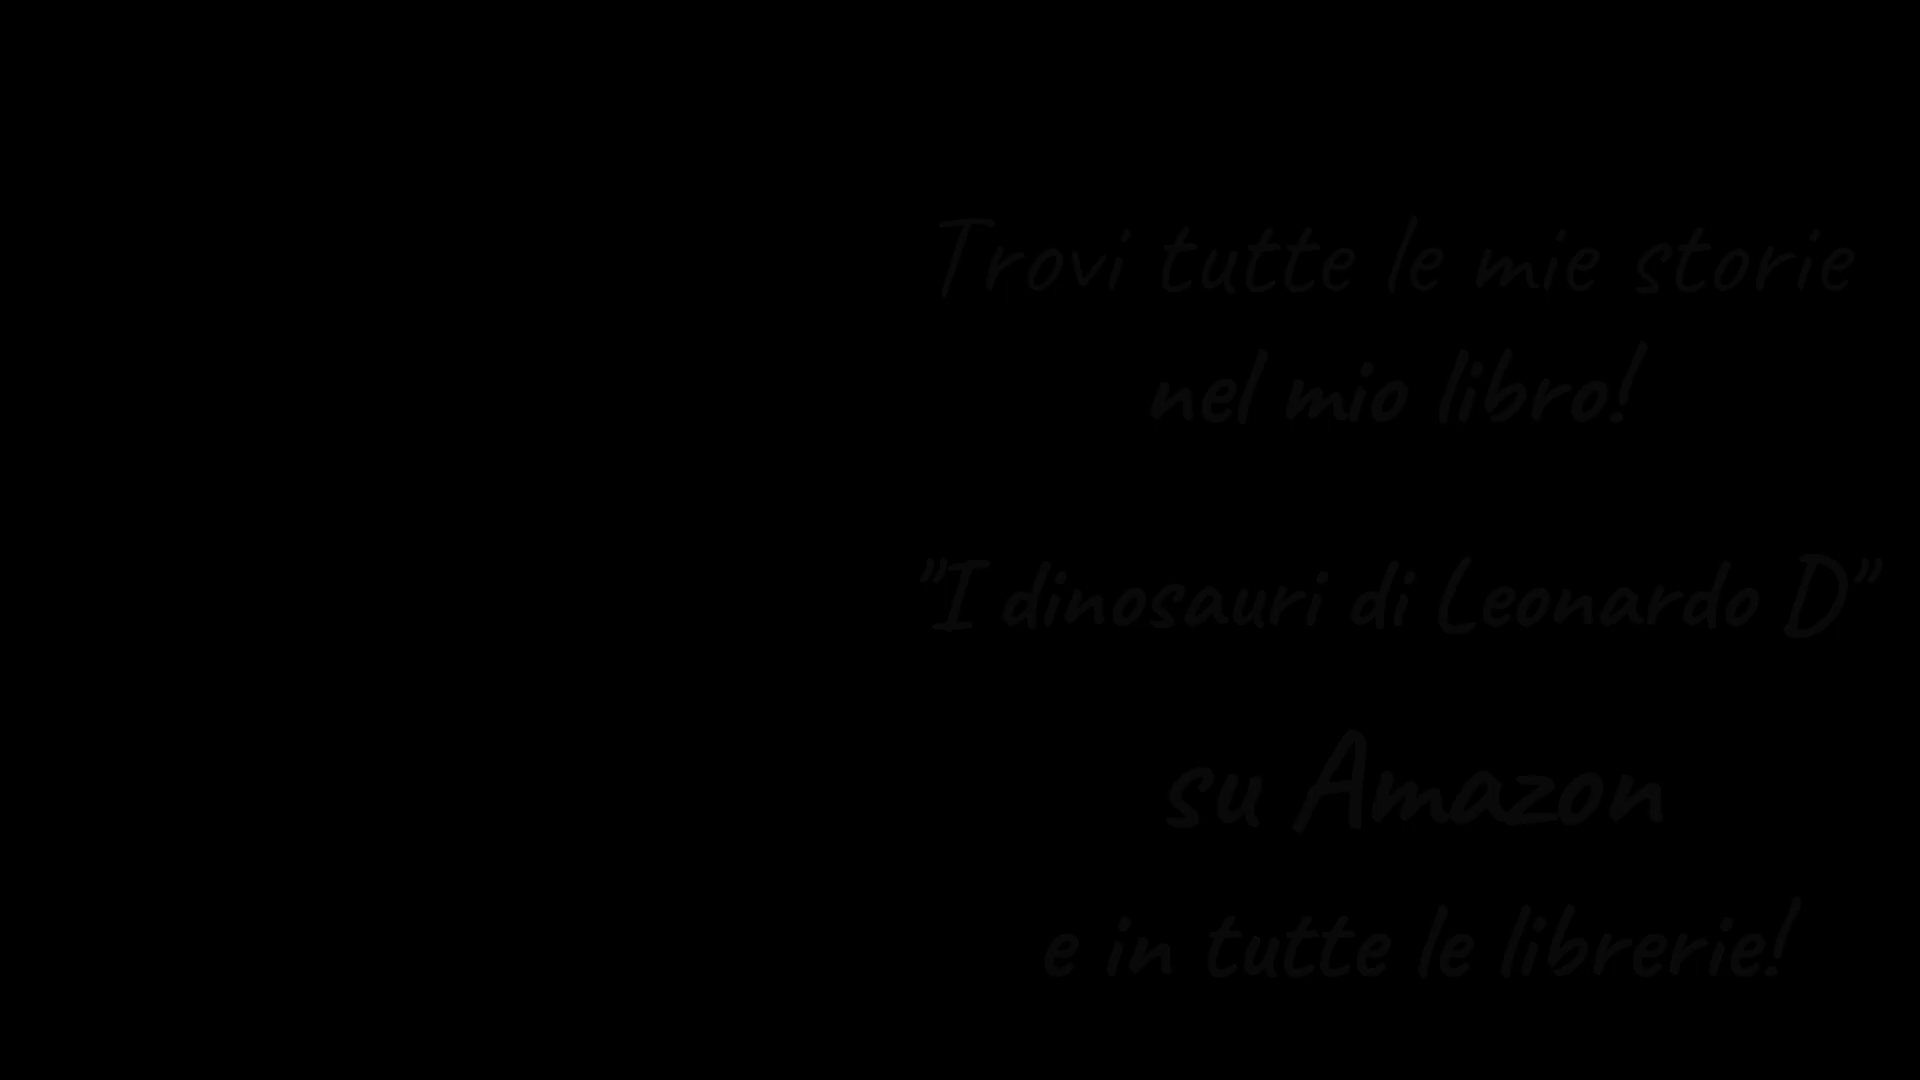 Trovi tutte le mie storie
nel mio libro!
"I dinosauri di Leonardo D"
su Amazon
e in tutte le librerie!